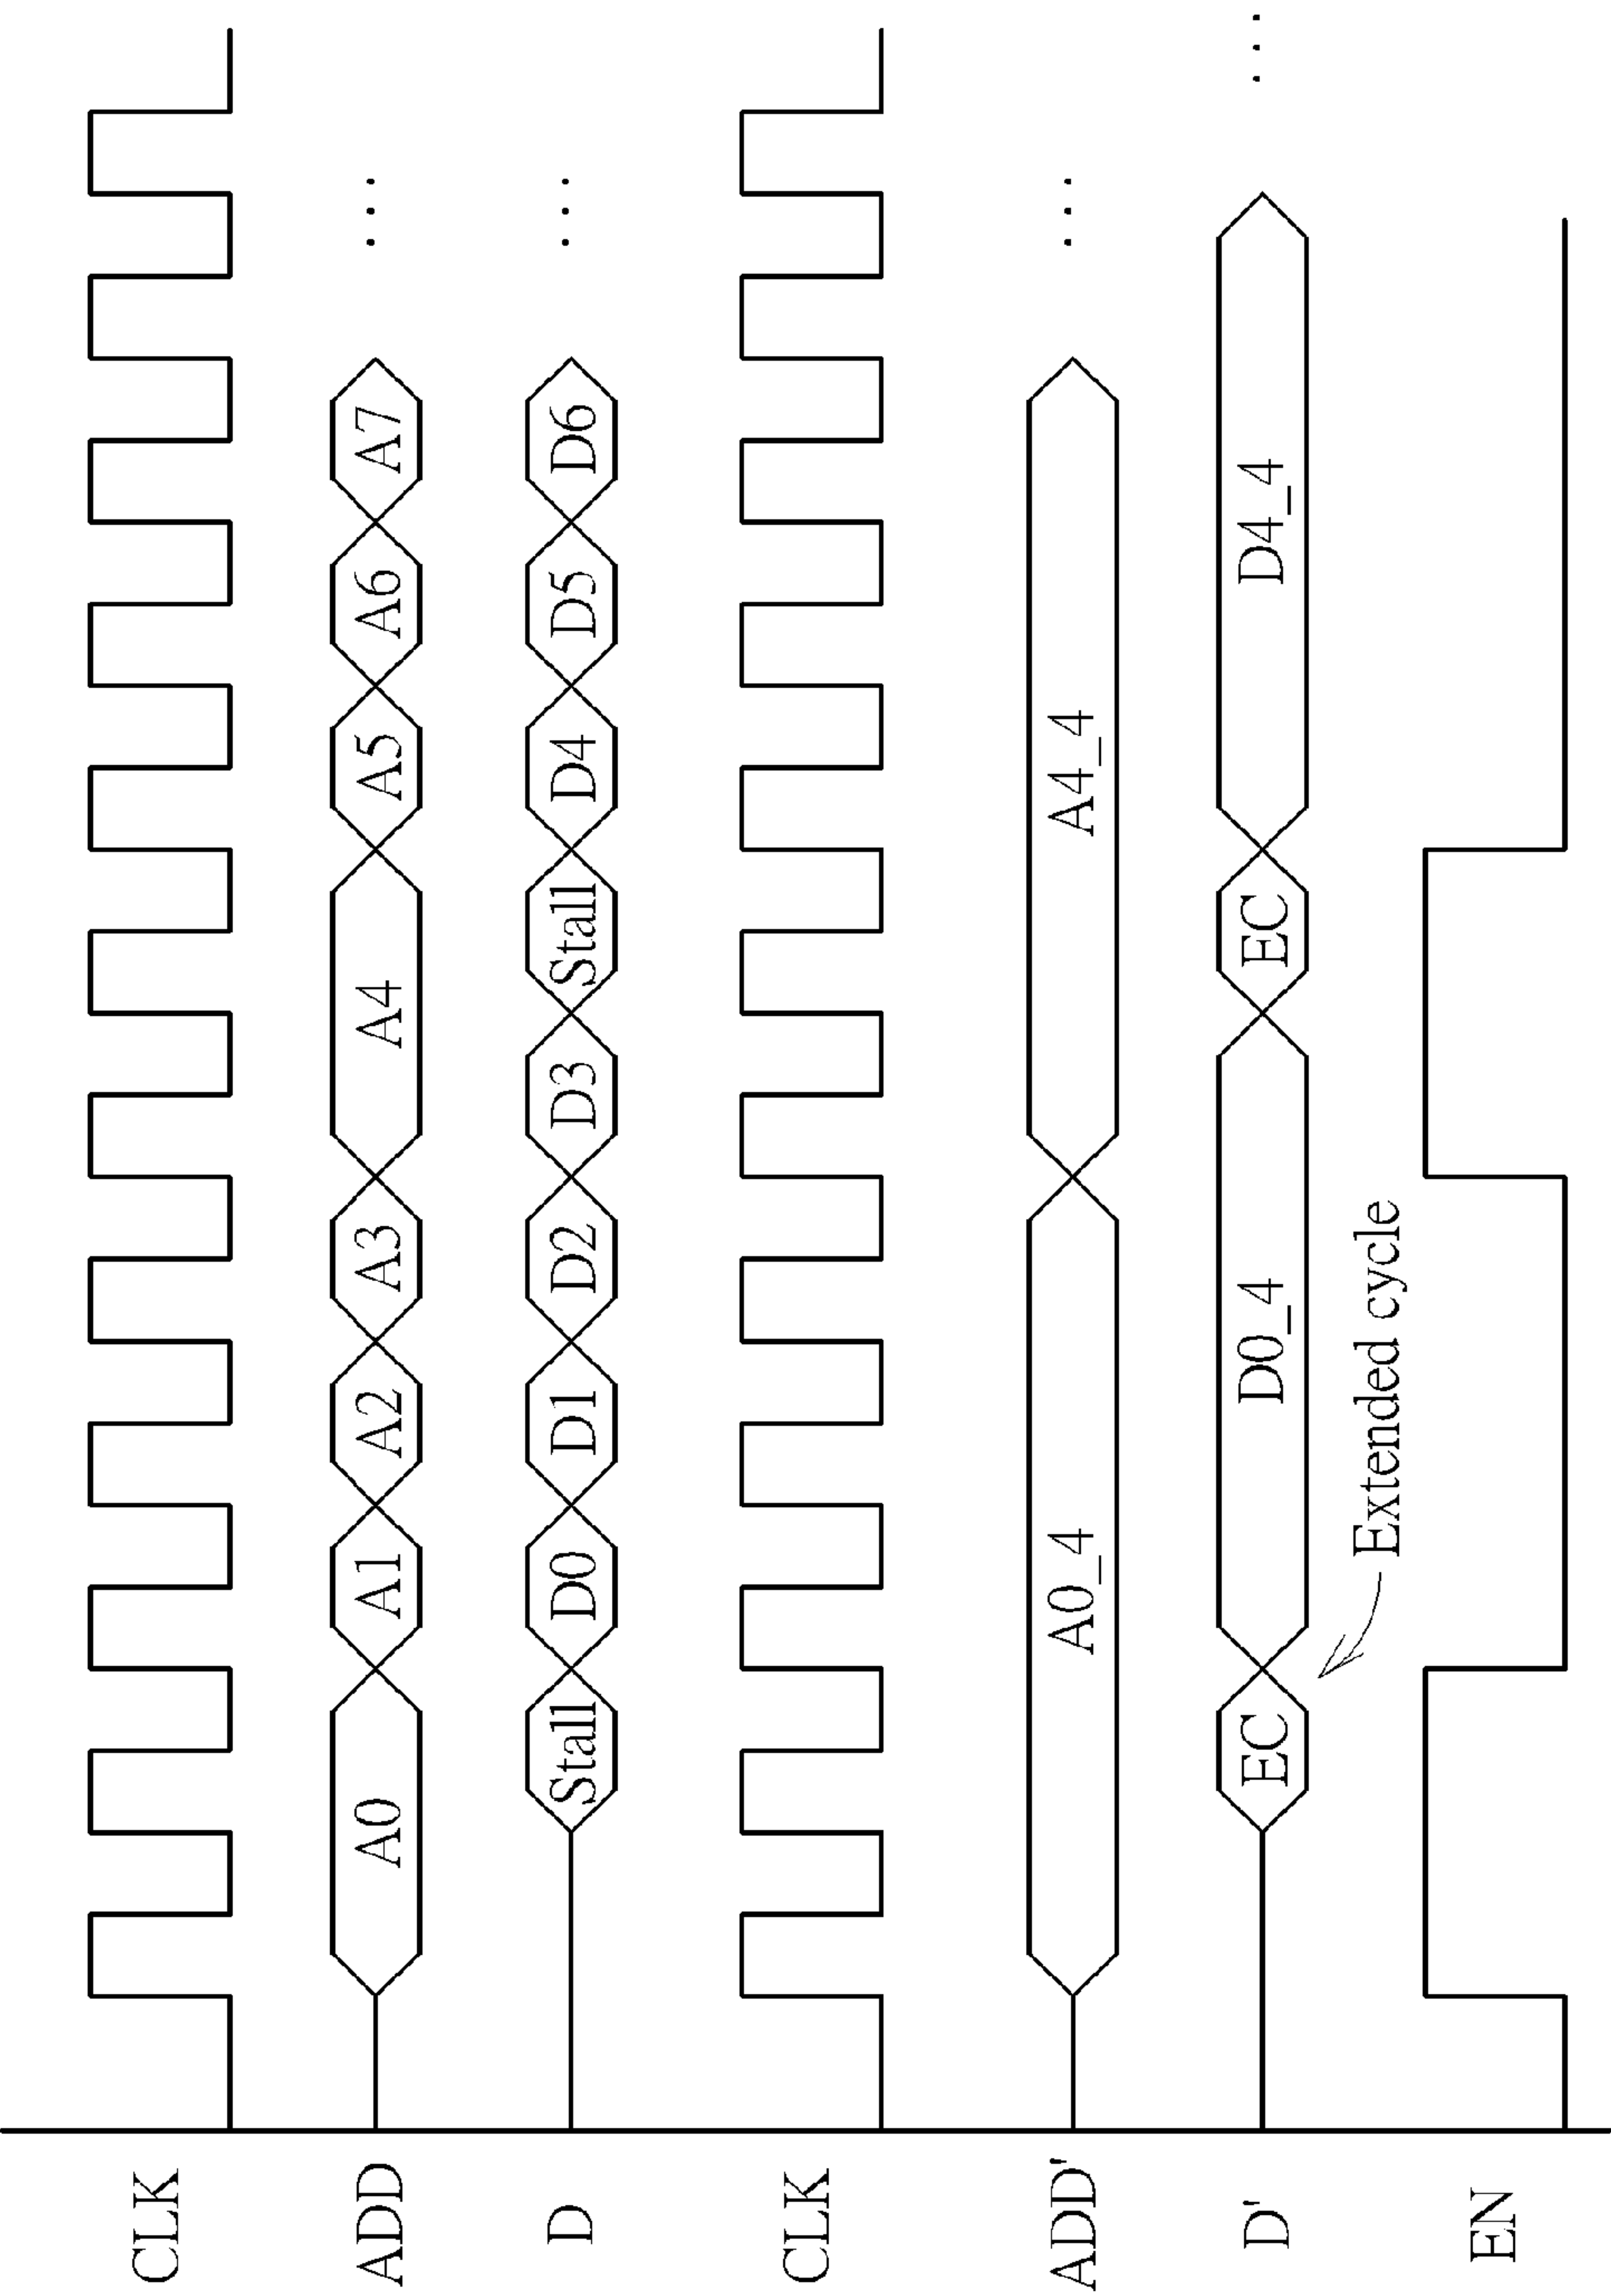 CLK
ADD A0 A1 A2 A3 A4 A5 A6 A7 ...
D Stall D0 D1 D2 D3 Stall D4 D5 D6 ...
CLK
ADD' A0_4 A4_4 ...
D' EC D0_4 EC D4_4 ...
Extended cycle
EN